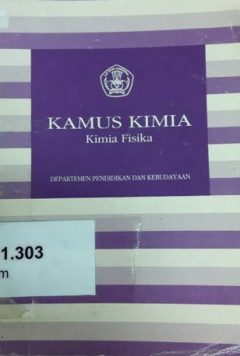 KAMUS KIMIA
Kimia Fisika
DEPARTEMEN PENDIDIKAN DAN KEBUDAYAAN
1.303
m